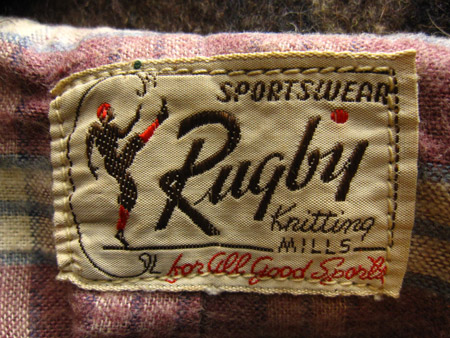 SPORTSWEAR
Rugby
Knitting
MILLS
for All Good Sports